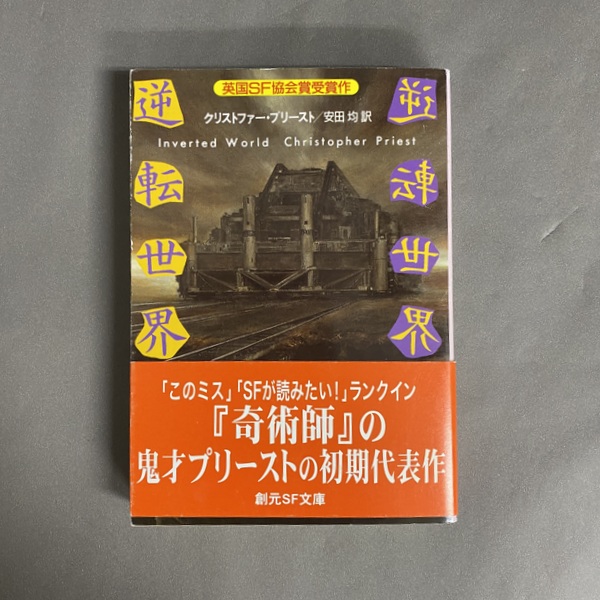 英国SF協会賞受賞作
クリストファー・プリースト/安田 均 訳
Inverted World Christopher Priest
逆転世界
逆転世界
「このミス」「SFが読みたい!」ランクイン
『奇術師』の
鬼才プリーストの初期代表作
創元SF文庫